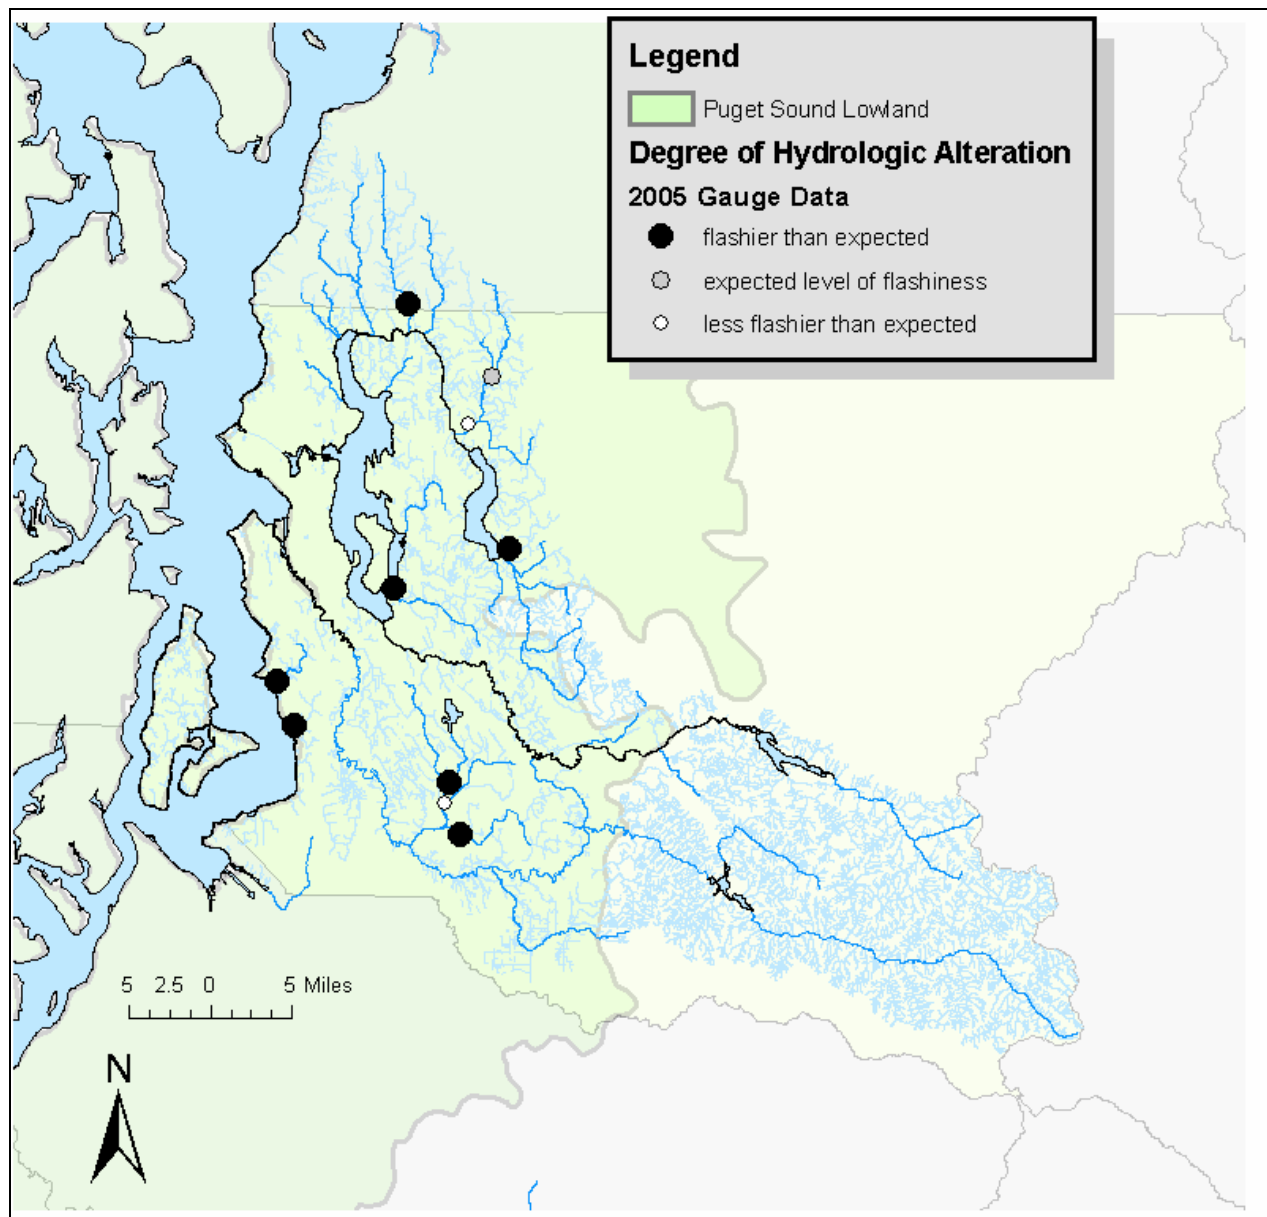 Legend
Puget Sound Lowland
Degree of Hydrologic Alteration
2005 Gauge Data
flashier than expected
expected level of flashiness
less flashier than expected
5 2.5 0 5 Miles
N